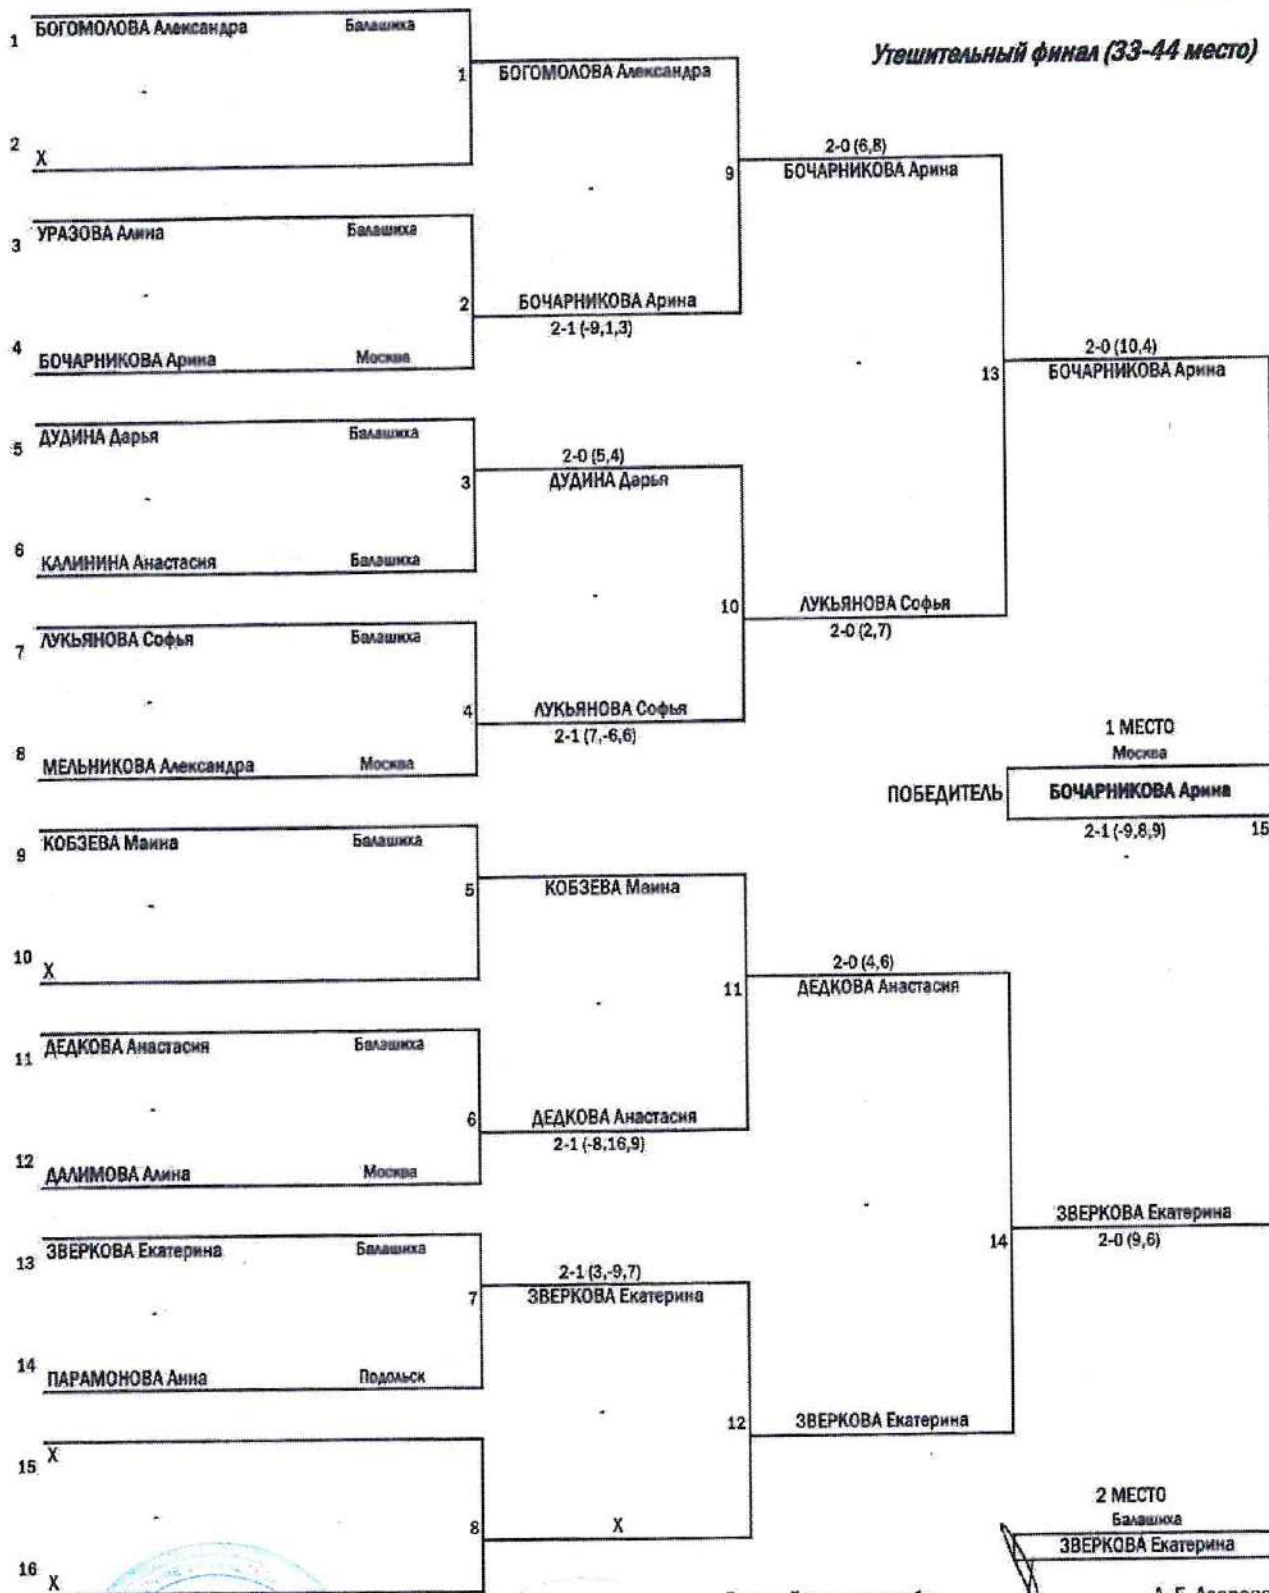 Утешительный финал (33-44 место)
1 БОГОМОЛОВА Александра Балашиха
1 БОГОМОЛОВА Александра
2 X
2-0 (6,8)
9 БОЧАРНИКОВА Арина
3 УРАЗОВА Алина Балашиха
2 БОЧАРНИКОВА Арина
2-1 (-9,1,3)
4 БОЧАРНИКОВА Арина Москва
2-0 (10,4)
13 БОЧАРНИКОВА Арина
5 ДУДИНА Дарья Балашиха
2-0 (5,4)
3 ДУДИНА Дарья
6 КАЛИНИНА Анастасия Балашиха
10 ЛУКЬЯНОВА Софья
2-0 (2,7)
7 ЛУКЬЯНОВА Софья Балашиха
4 ЛУКЬЯНОВА Софья
2-1 (7,-6,6)
8 МЕЛЬНИКОВА Александра Москва
1 МЕСТО
Москва
ПОБЕДИТЕЛЬ БОЧАРНИКОВА Арина
2-1 (-9,8,9) 15
9 КОБЗЕВА Маина Балашиха
5 КОБЗЕВА Маина
10 X
2-0 (4,6)
11 ДЕДКОВА Анастасия
11 ДЕДКОВА Анастасия Балашиха
6 ДЕДКОВА Анастасия
2-1 (-8,16,9)
12 ДАЛИМОВА Алина Москва
14 ЗВЕРКОВА Екатерина
2-0 (9,6)
13 ЗВЕРКОВА Екатерина Балашиха
2-1 (3,-9,7)
7 ЗВЕРКОВА Екатерина
14 ПАРАМОНОВА Анна Подольск
12 ЗВЕРКОВА Екатерина
15 X
8 X
16 X
2 МЕСТО
Балашиха
ЗВЕРКОВА Екатерина